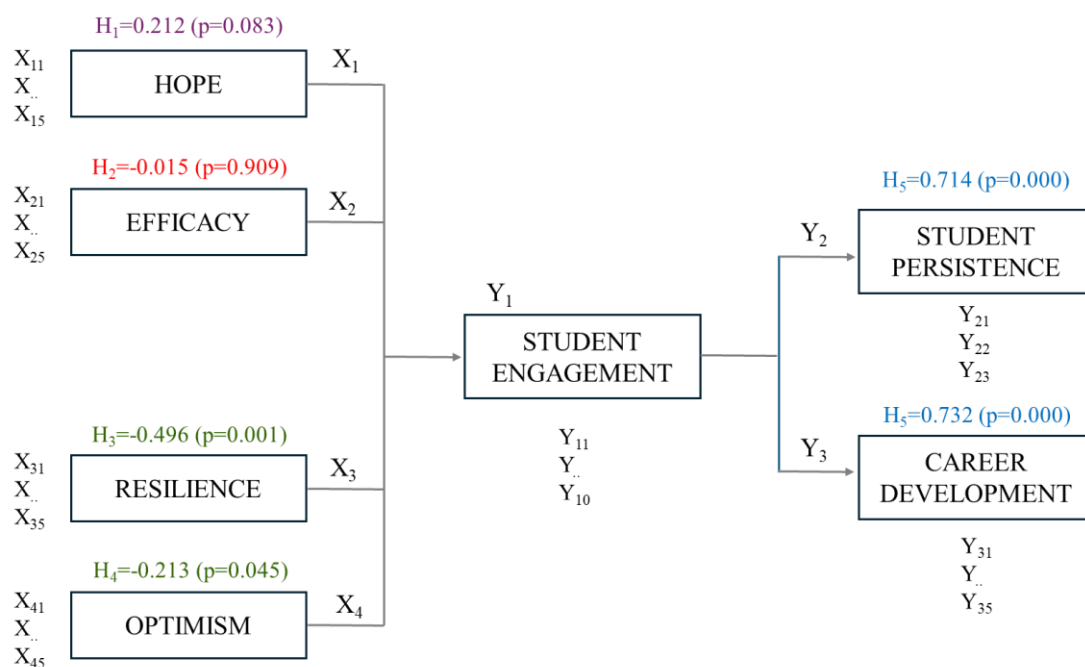 H₁=0.212 (p=0.083)
X₁₁
X..
X₁₅
HOPE
X₁
H₂=-0.015 (p=0.909)
X₂₁
X..
X₂₅
EFFICACY
X₂
H₃=-0.496 (p=0.001)
X₃₁
X..
X₃₅
RESILIENCE
X₃
H₄=-0.213 (p=0.045)
X₄₁
X..
X₄₅
OPTIMISM
X₄
Y₁
STUDENT
ENGAGEMENT
Y₁₁
Y..
Y₁₀
H₅=0.714 (p=0.000)
Y₂
STUDENT
PERSISTENCE
Y₂₁
Y₂₂
Y₂₃
H₅=0.732 (p=0.000)
Y₃
CAREER
DEVELOPMENT
Y₃₁
Y..
Y₃₅